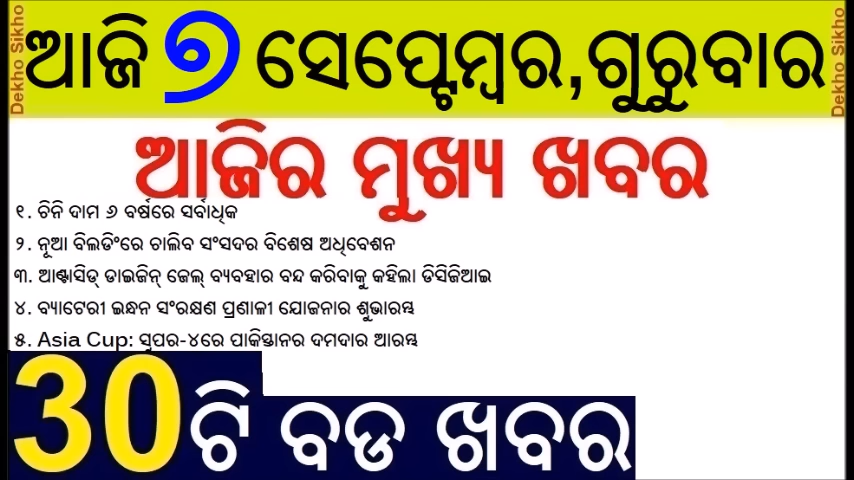 Dekho Sikho
ଆଜି ୭ ସେପ୍ଟେମ୍ବର,ଗୁରୁବାର
Dekho Sikho
ଆଜିର ମୁଖ୍ୟ ଖବର
୧. ଚିନି ଦାମ ୬ ବର୍ଷରେ ସର୍ବାଧିକ
୨. ନୂଆ ବିଲଡିଂରେ ଚାଲିବ ସଂସଦର ବିଶେଷ ଅଧିବେଶନ
୩. ଆଣ୍ଟାସିଡ୍ ଡାଇଜିନ୍ ଜେଲ୍ ବ୍ୟବହାର ବନ୍ଦ କରିବାକୁ କହିଲା ଡିସିଜିଆଇ
୪. ବ୍ୟାଟେରୀ ଇନ୍ଧନ ସଂରକ୍ଷଣ ପ୍ରଣାଳୀ ଯୋଜନାର ଶୁଭାରମ୍ଭ
୫. Asia Cup: ସୁପର-୪ରେ ପାକିସ୍ତାନର ଦମଦାର ଆରମ୍ଭ
30ଟି ବଡ ଖବର